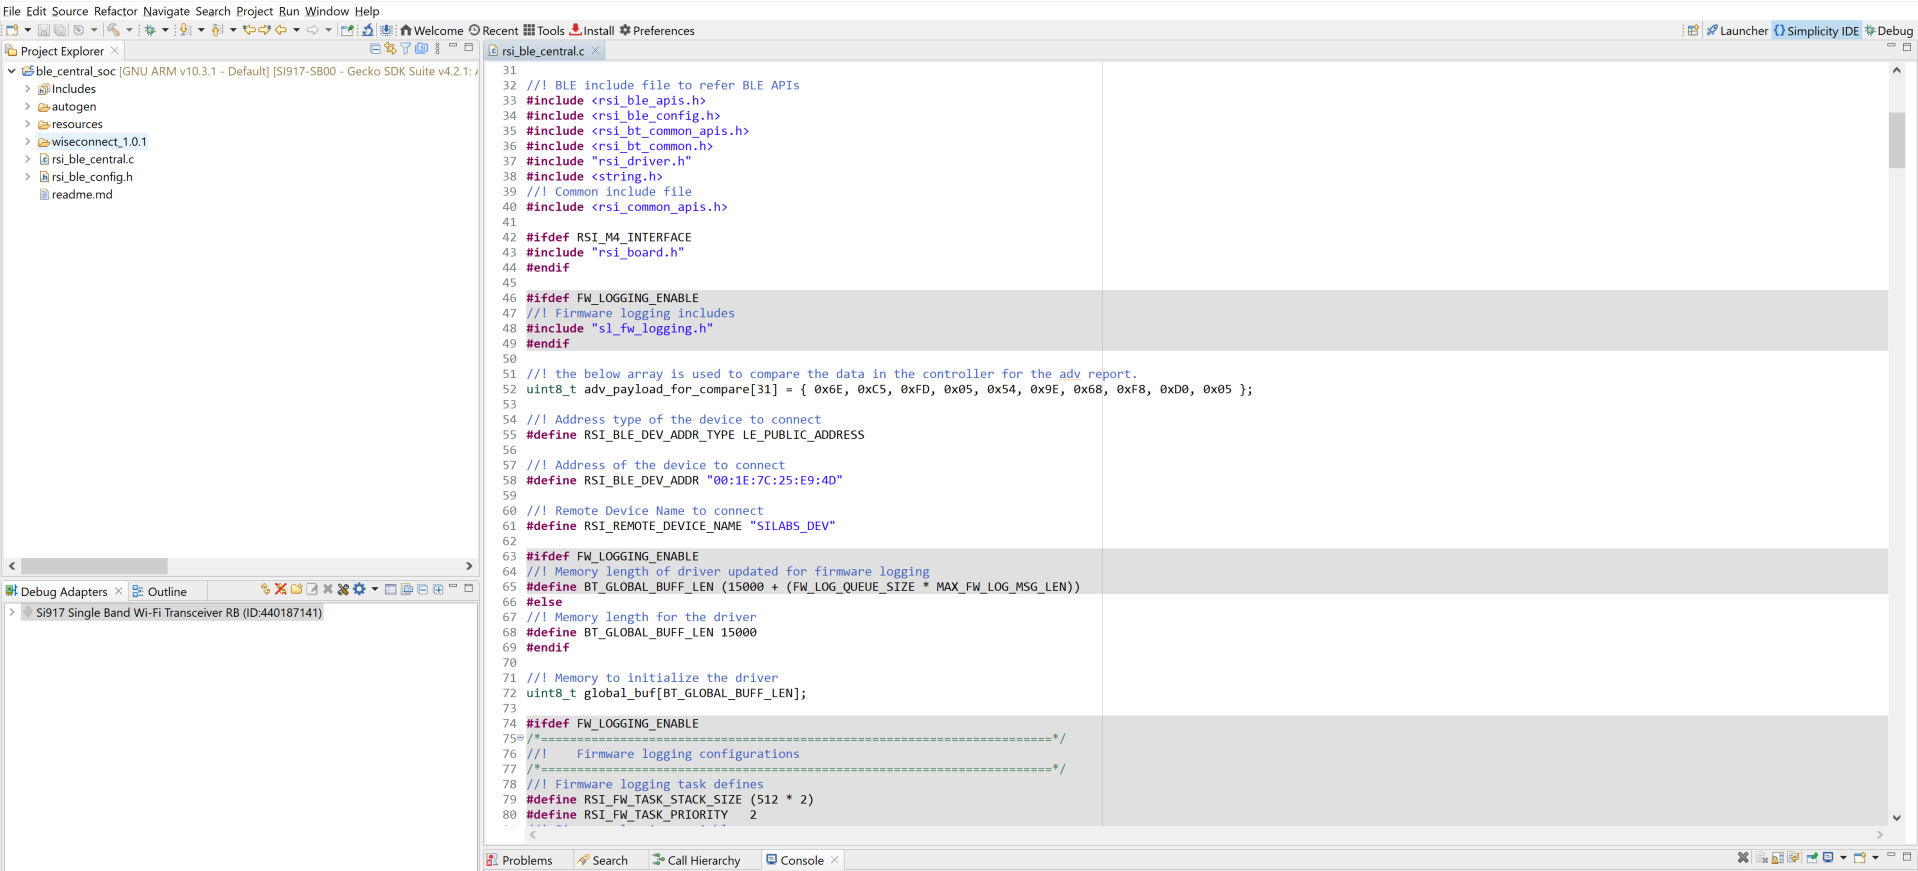 File Edit Source Refactor Navigate Search Project Run Window Help
Welcome Recent Tools Install Preferences
Launcher Simplicity IDE Debug
Project Explorer
ble_central_soc [GNU ARM v10.3.1 - Default] [SI917-SB00 - Gecko SDK Suite v4.2.1:
Includes
autogen
resources
wiseconnect_1.0.1
rsi_ble_central.c
rsi_ble_config.h
readme.md
Debug Adapters
Outline
Si917 Single Band Wi-Fi Transceiver RB (ID:440187141)
rsi_ble_central.c
31
32 //! BLE include file to refer BLE APIs
33 #include <rsi_ble_apis.h>
34 #include <rsi_ble_config.h>
35 #include <rsi_bt_common_apis.h>
36 #include <rsi_bt_common.h>
37 #include "rsi_driver.h"
38 #include <string.h>
39 //! Common include file
40 #include <rsi_common_apis.h>
41
42 #ifdef RSI_M4_INTERFACE
43 #include "rsi_board.h"
44 #endif
45
46 #ifdef FW_LOGGING_ENABLE
47 //! Firmware logging includes
48 #include "sl_fw_logging.h"
49 #endif
50
51 //! the below array is used to compare the data in the controller for the adv report.
52 uint8_t adv_payload_for_compare[31] = { 0x6E, 0xC5, 0xFD, 0x05, 0x54, 0x9E, 0x68, 0xF8, 0xD0, 0x05 };
53
54 //! Address type of the device to connect
55 #define RSI_BLE_DEV_ADDR_TYPE LE_PUBLIC_ADDRESS
56
57 //! Address of the device to connect
58 #define RSI_BLE_DEV_ADDR "00:1E:7C:25:E9:4D"
59
60 //! Remote Device Name to connect
61 #define RSI_REMOTE_DEVICE_NAME "SILABS_DEV"
62
63 #ifdef FW_LOGGING_ENABLE
64 //! Memory length of driver updated for firmware logging
65 #define BT_GLOBAL_BUFF_LEN (15000 + (FW_LOG_QUEUE_SIZE * MAX_FW_LOG_MSG_LEN))
66 #else
67 //! Memory length for the driver
68 #define BT_GLOBAL_BUFF_LEN 15000
69 #endif
70
71 //! Memory to initialize the driver
72 uint8_t global_buf[BT_GLOBAL_BUFF_LEN];
73
74 #ifdef FW_LOGGING_ENABLE
75 /*=======================================================================*/
76 //!    Firmware logging configurations
77 /*=======================================================================*/
78 //! Firmware logging task defines
79 #define RSI_FW_TASK_STACK_SIZE (512 * 2)
80 #define RSI_FW_TASK_PRIORITY   2
Problems Search Call Hierarchy Console